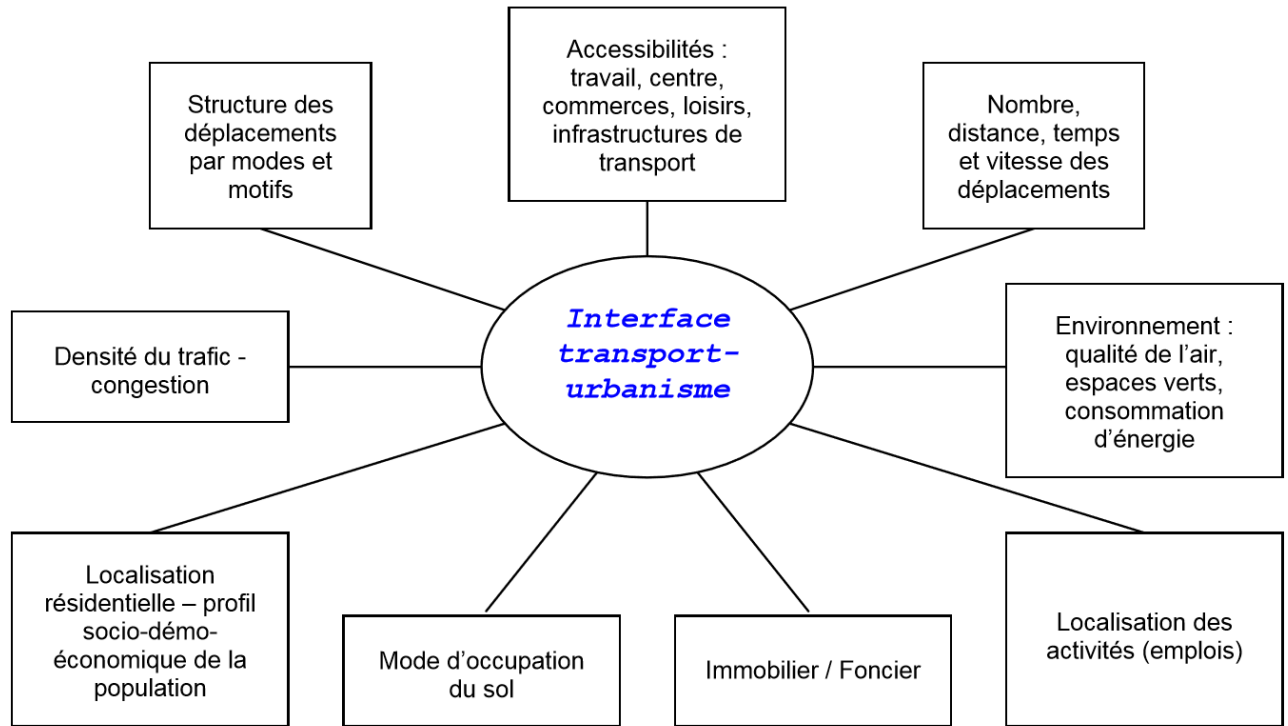 Accessibilités :
travail, centre,
commerces, loisirs,
infrastructures de
transport
Structure des
déplacements
par modes et
motifs
Nombre,
distance, temps
et vitesse des
déplacements
Interface
transport-
urbanisme
Densité du trafic -
congestion
Environnement :
qualité de l’air,
espaces verts,
consommation
d’énergie
Localisation
résidentielle – profil
socio-démo-
économique de la
population
Mode d’occupation
du sol
Immobilier / Foncier
Localisation des
activités (emplois)